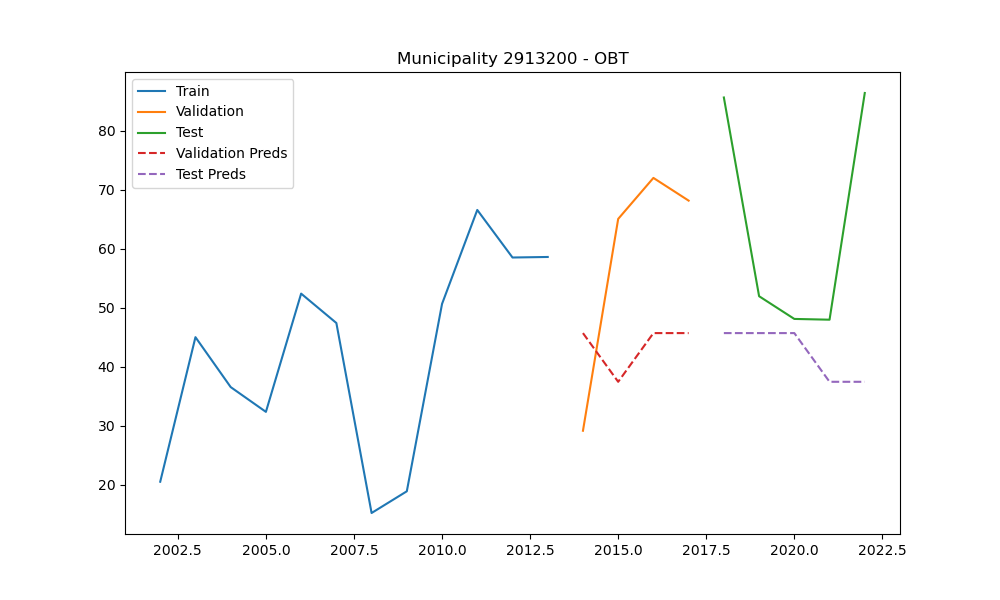 Municipality 2913200 - OBT
Train
Validation
Test
Validation Preds
Test Preds
80
70
60
50
40
30
20
2002.5 2005.0 2007.5 2010.0 2012.5 2015.0 2017.5 2020.0 2022.5